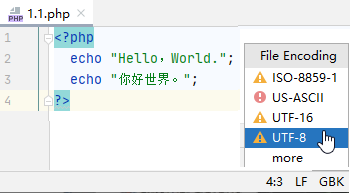 1.1.php
1 <?php
2 echo "Hello，World.";
3 echo "你好世界。";
4 ?>
File Encoding
ISO-8859-1
US-ASCII
UTF-16
UTF-8
more
4:3 LF GBK